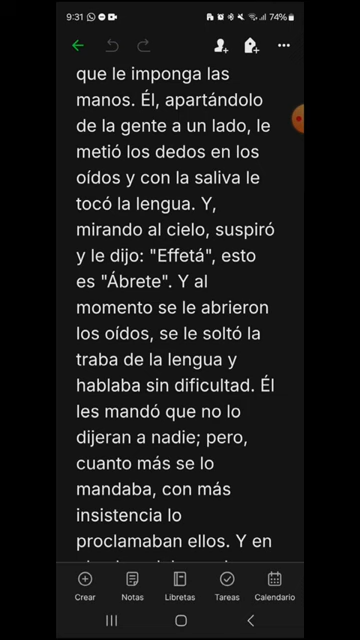 9:31
74%
que le imponga las
manos. Él, apartándolo
de la gente a un lado, le
metió los dedos en los
oídos y con la saliva le
tocó la lengua. Y,
mirando al cielo, suspiró
y le dijo: "Effetá", esto
es "Ábrete". Y al
momento se le abrieron
los oídos, se le soltó la
traba de la lengua y
hablaba sin dificultad. Él
les mandó que no lo
dijeran a nadie; pero,
cuanto más se lo
mandaba, con más
insistencia lo
proclamaban ellos. Y en
Crear Notas Libretas Tareas Calendario